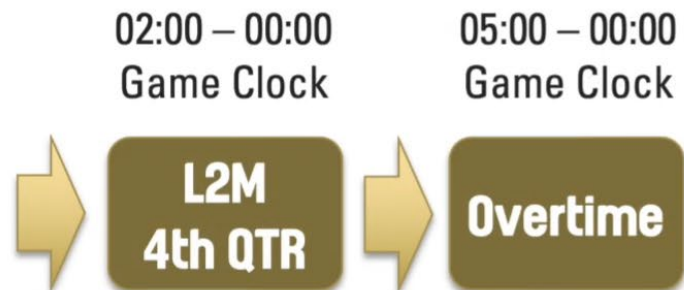 02:00 – 00:00
Game Clock
L2M
4th QTR
05:00 – 00:00
Game Clock
Overtime